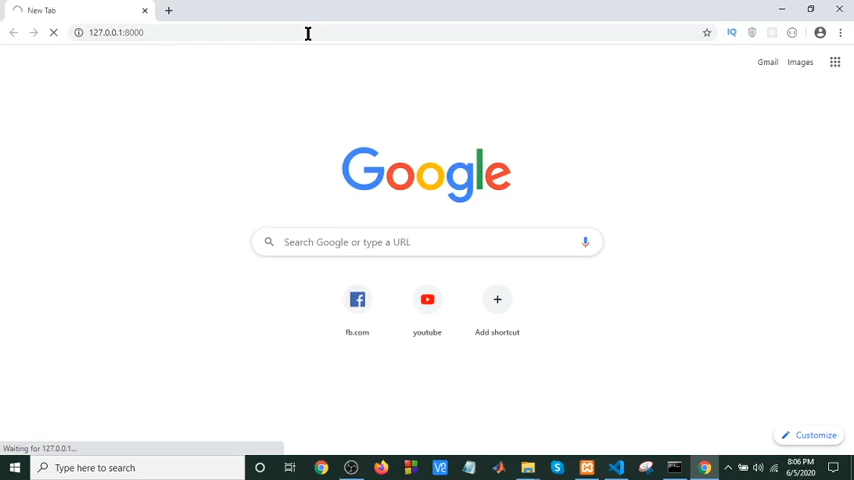 New Tab
127.0.0.1:8000
IQ
Gmail Images
Google
Search Google or type a URL
fb.com youtube Add shortcut
Customize
Waiting for 127.0.0.1...
Type here to search
8:06 PM
6/5/2020